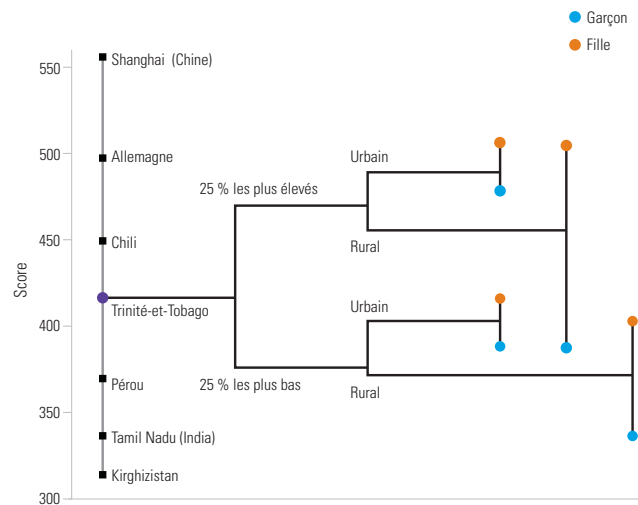 Garçon
Fille
Score
550
500
450
400
350
300
Shanghai (Chine)
Allemagne
Chili
Trinité-et-Tobago
Pérou
Tamil Nadu (India)
Kirghizistan
25 % les plus élevés
25 % les plus bas
Urbain
Rural
Urbain
Rural